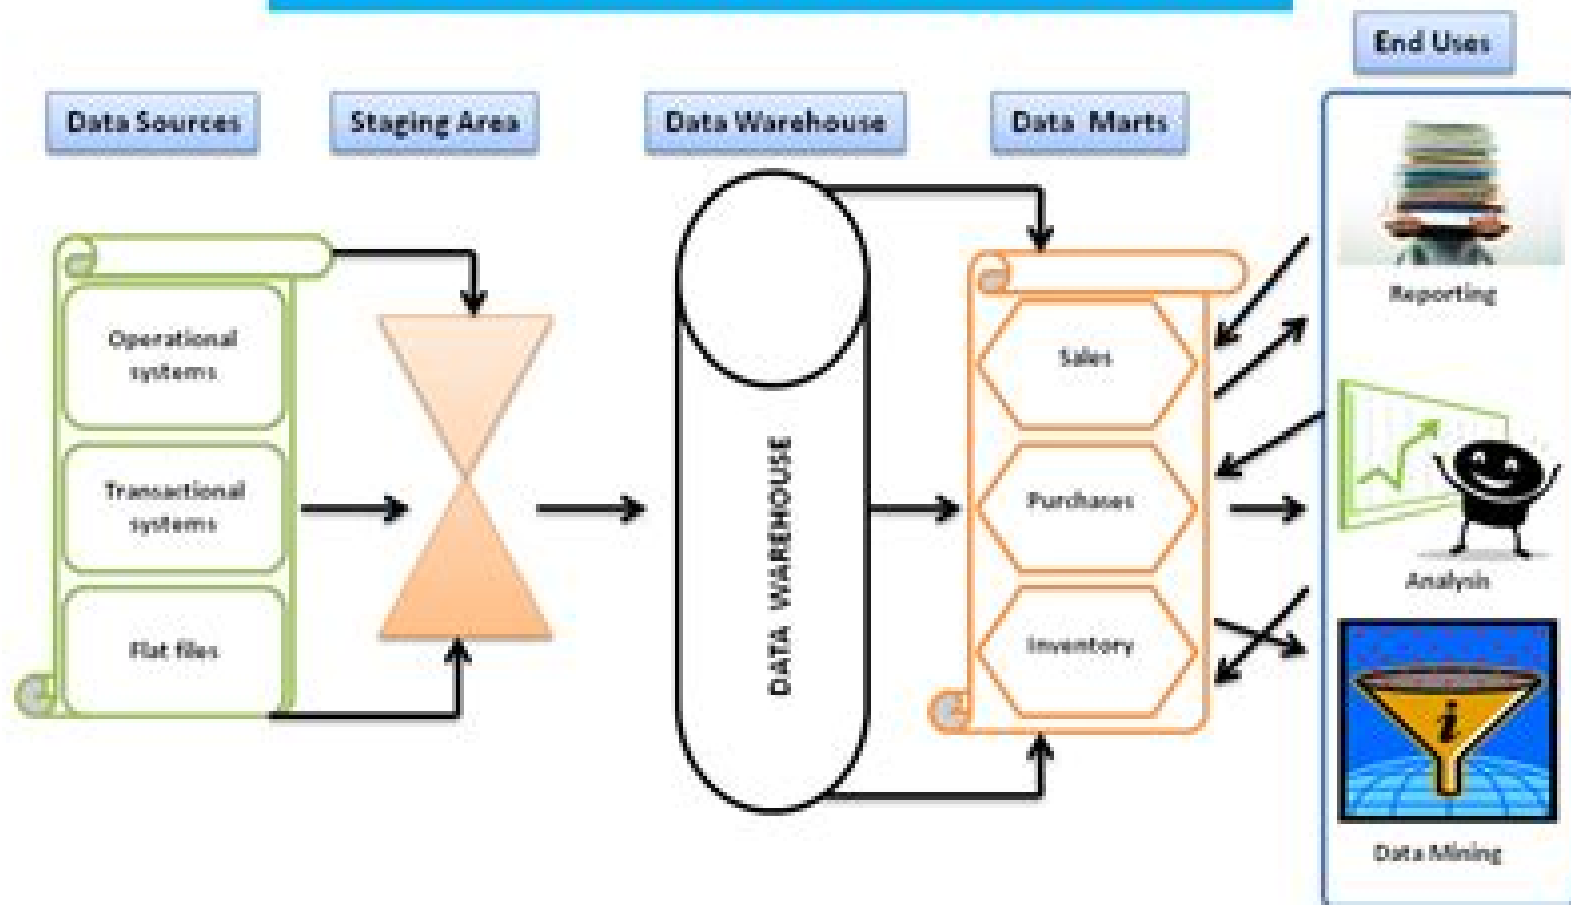 End Uses
Data Sources
Staging Area
Data Warehouse
Data Marts
Operational
systems
Transactional
systems
Flat files
DATA WAREHOUSE
Sales
Purchases
Inventory
Reporting
Analysis
i
Data Mining